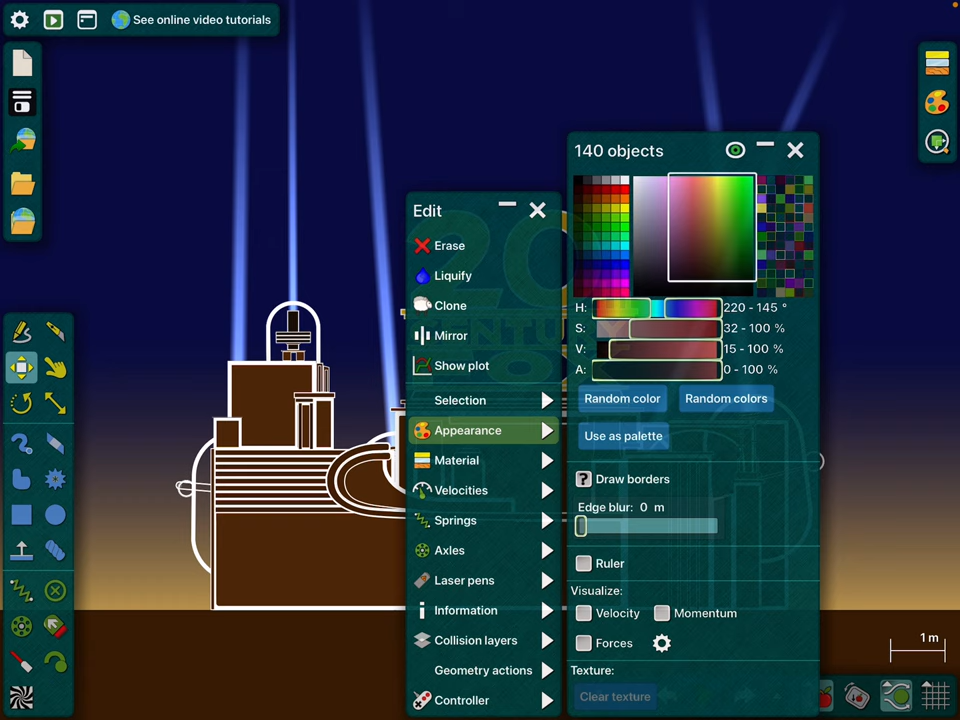 See online video tutorials
140 objects
Edit
Erase
Liquify
Clone
Mirror
Show plot
Selection
Appearance
Material
Velocities
Springs
Axles
Laser pens
Information
Collision layers
Geometry actions
Controller
H: 220 - 145 °
S: 32 - 100 %
V: 15 - 100 %
A: 0 - 100 %
Random color Random colors
Use as palette
? Draw borders
Edge blur: 0 m
Ruler
Visualize:
Velocity Momentum
Forces
Texture:
Clear texture
1 m
20
CENTURY